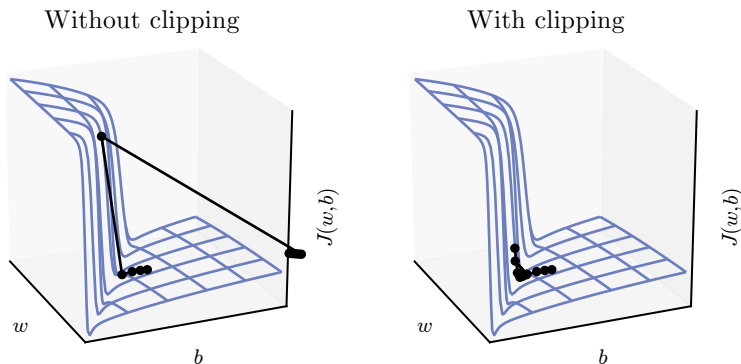 Without clipping
With clipping
J(w,b)
J(w,b)
w
b
w
b